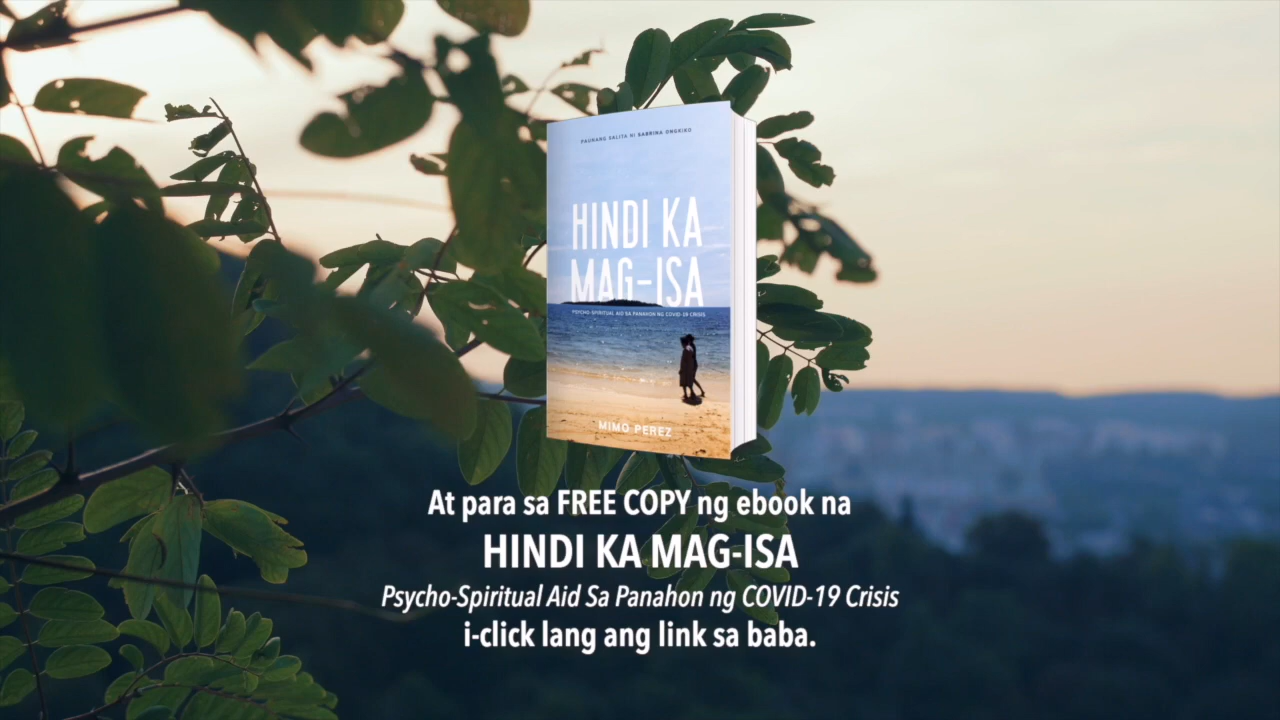 PAUNANG SALITA NI SABRINA ONGKIKO
HINDI KA
MAG-ISA
PSYCHO-SPIRITUAL AID SA PANAHON NG COVID-19 CRISIS
MIMO PEREZ
At para sa FREE COPY ng ebook na
HINDI KA MAG-ISA
Psycho-Spiritual Aid Sa Panahon ng COVID-19 Crisis
i-click lang ang link sa baba.